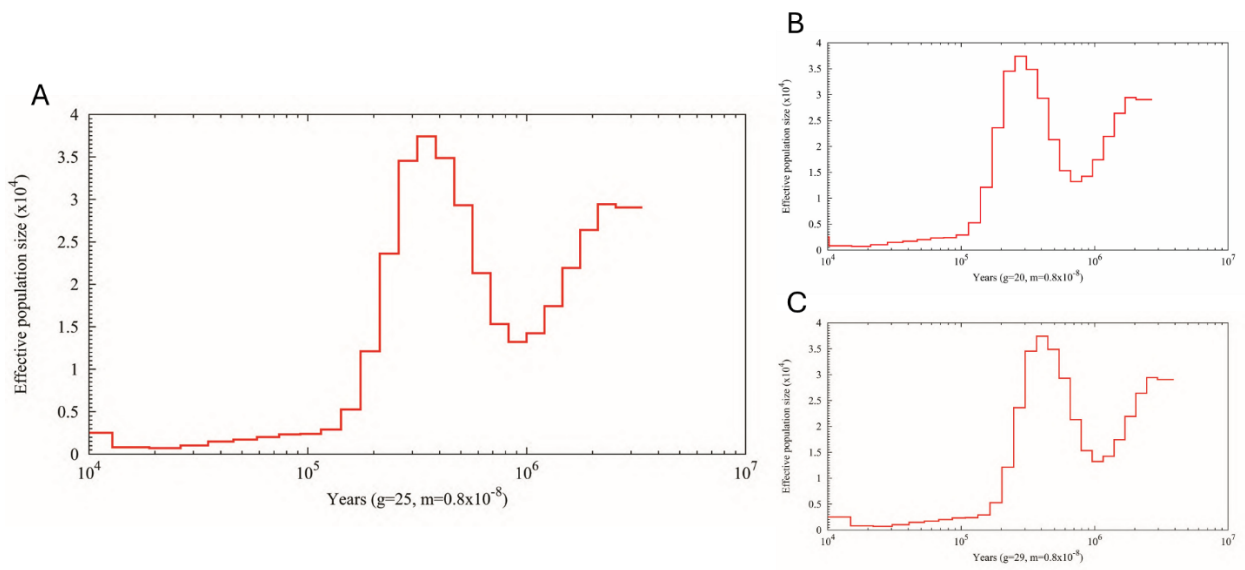 A
Effective population size (x10⁴)
4
3.5
3
2.5
2
1.5
1
0.5
0
10⁴ 10⁵ 10⁶ 10⁷
Years (g=25, m=0.8x10⁻⁸)
B
Effective population size (x10⁴)
4
3.5
3
2.5
2
1.5
1
0.5
0
10⁴ 10⁵ 10⁶ 10⁷
Years (g=20, m=0.8x10⁻⁸)
C
Effective population size (x10⁴)
4
3.5
3
2.5
2
1.5
1
0.5
0
10⁴ 10⁵ 10⁶ 10⁷
Years (g=29, m=0.8x10⁻⁸)